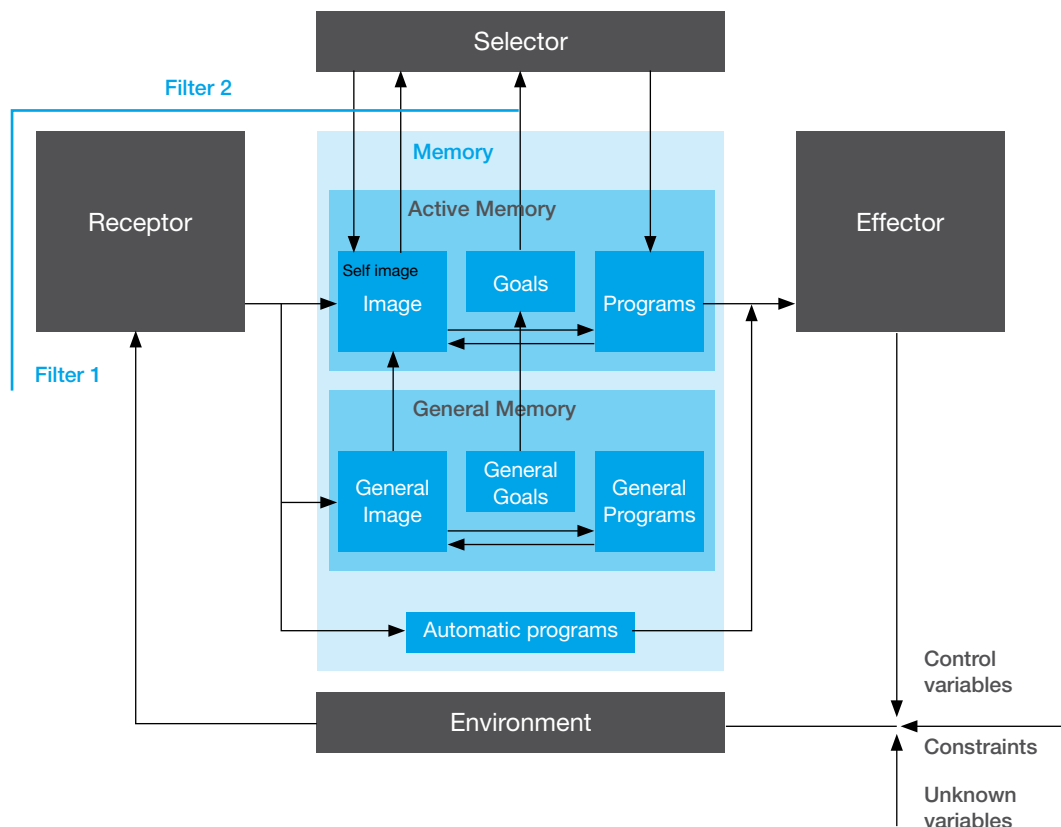 Selector
Filter 2
Memory
Receptor
Active Memory
Effector
Self image
Image
Goals
Programs
Filter 1
General Memory
General
Image
General
Goals
General
Programs
Automatic programs
Control
variables
Environment
Constraints
Unknown
variables